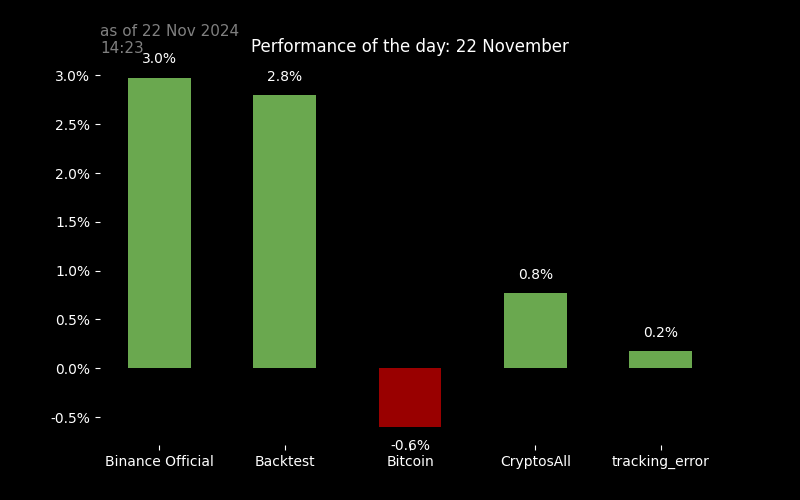 as of 22 Nov 2024
14:23
Performance of the day: 22 November
3.0%
2.8%
-0.6%
0.8%
0.2%
3.0%
2.5%
2.0%
1.5%
1.0%
0.5%
0.0%
-0.5%
Binance Official
Backtest
Bitcoin
CryptosAll
tracking_error